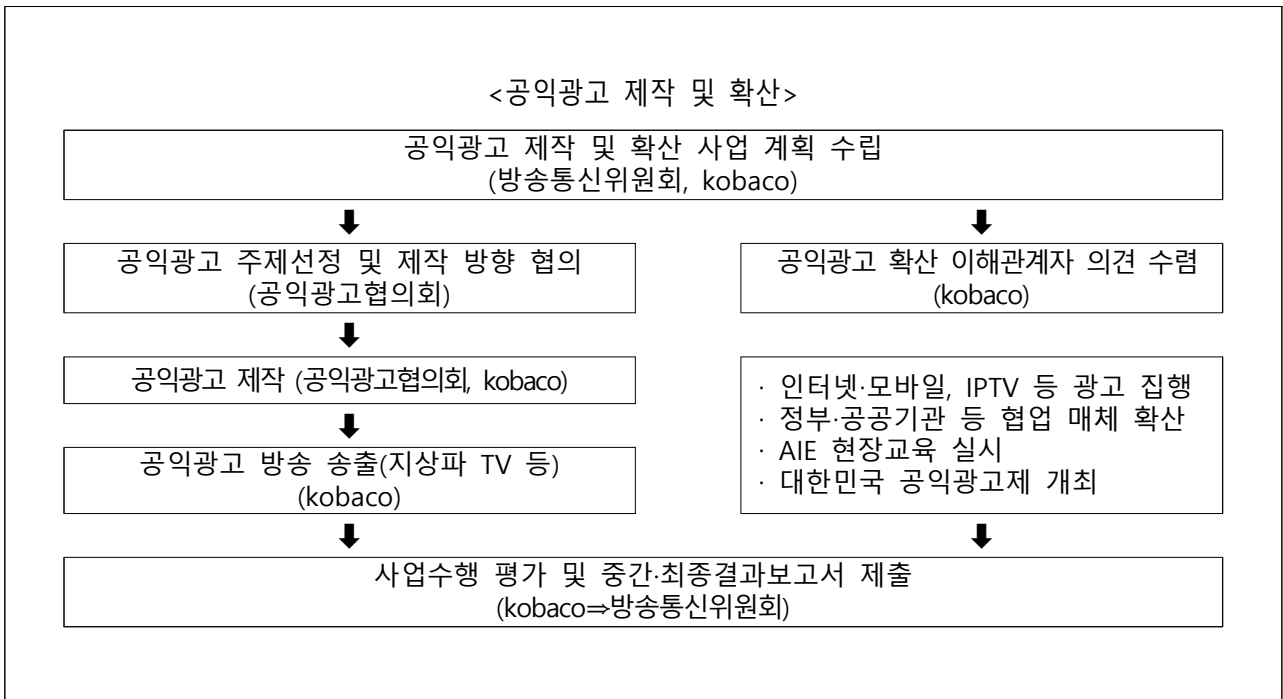 <공익광고 제작 및 확산>
공익광고 제작 및 확산 사업 계획 수립
(방송통신위원회, kobaco)
공익광고 주제선정 및 제작 방향 협의
(공익광고협의회)
공익광고 제작 (공익광고협의회, kobaco)
공익광고 방송 송출(지상파 TV 등)
(kobaco)
공익광고 확산 이해관계자 의견 수렴
(kobaco)
· 인터넷·모바일, IPTV 등 광고 집행
· 정부·공공기관 등 협업 매체 확산
· AIE 현장교육 실시
· 대한민국 공익광고제 개최
사업수행 평가 및 중간·최종결과보고서 제출
(kobaco⇒방송통신위원회)